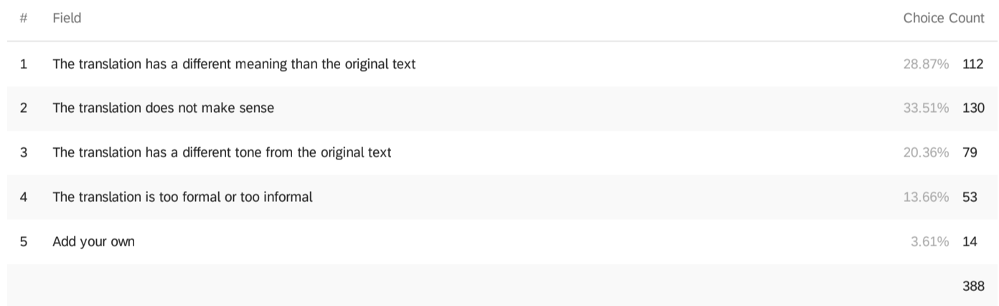 # Field Choice Count
1 The translation has a different meaning than the original text 28.87% 112
2 The translation does not make sense 33.51% 130
3 The translation has a different tone from the original text 20.36% 79
4 The translation is too formal or too informal 13.66% 53
5 Add your own 3.61% 14
388